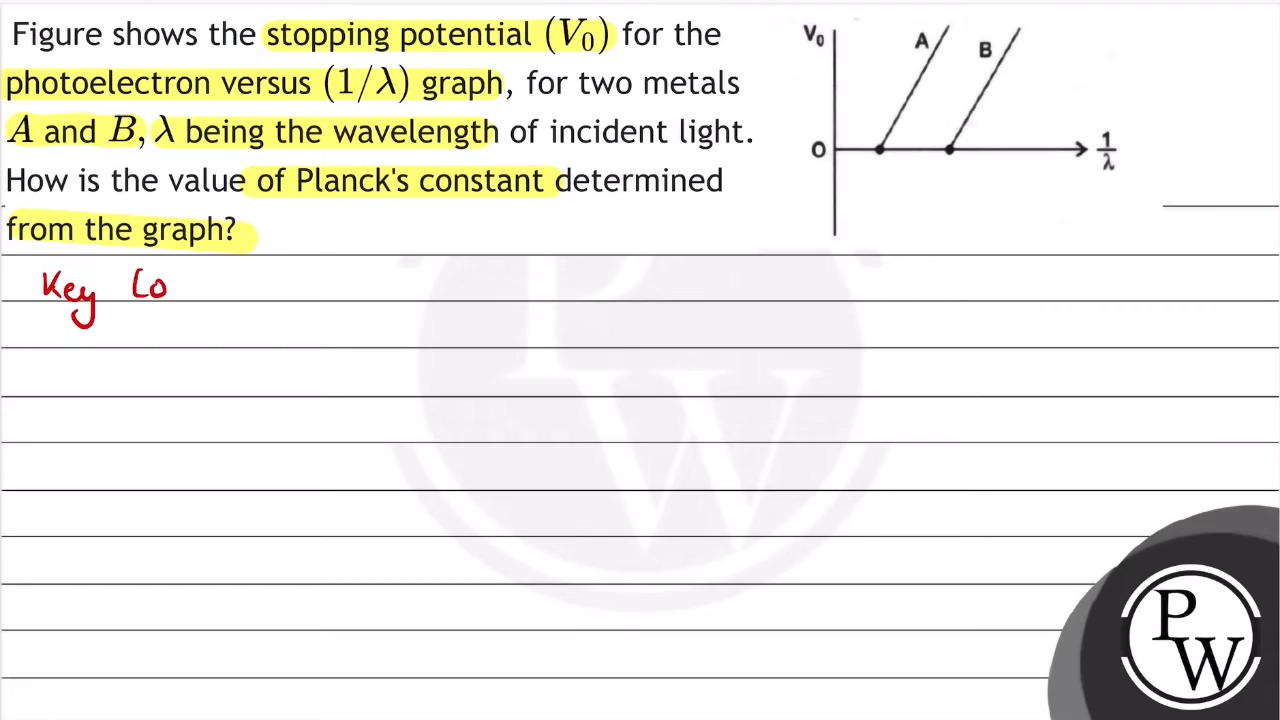 Figure shows the stopping potential (V₀) for the
photoelectron versus (1/λ) graph, for two metals
A and B, λ being the wavelength of incident light.
How is the value of Planck's constant determined
from the graph?
V₀
A
B
O
1/λ
Key Co
P
W
P
W